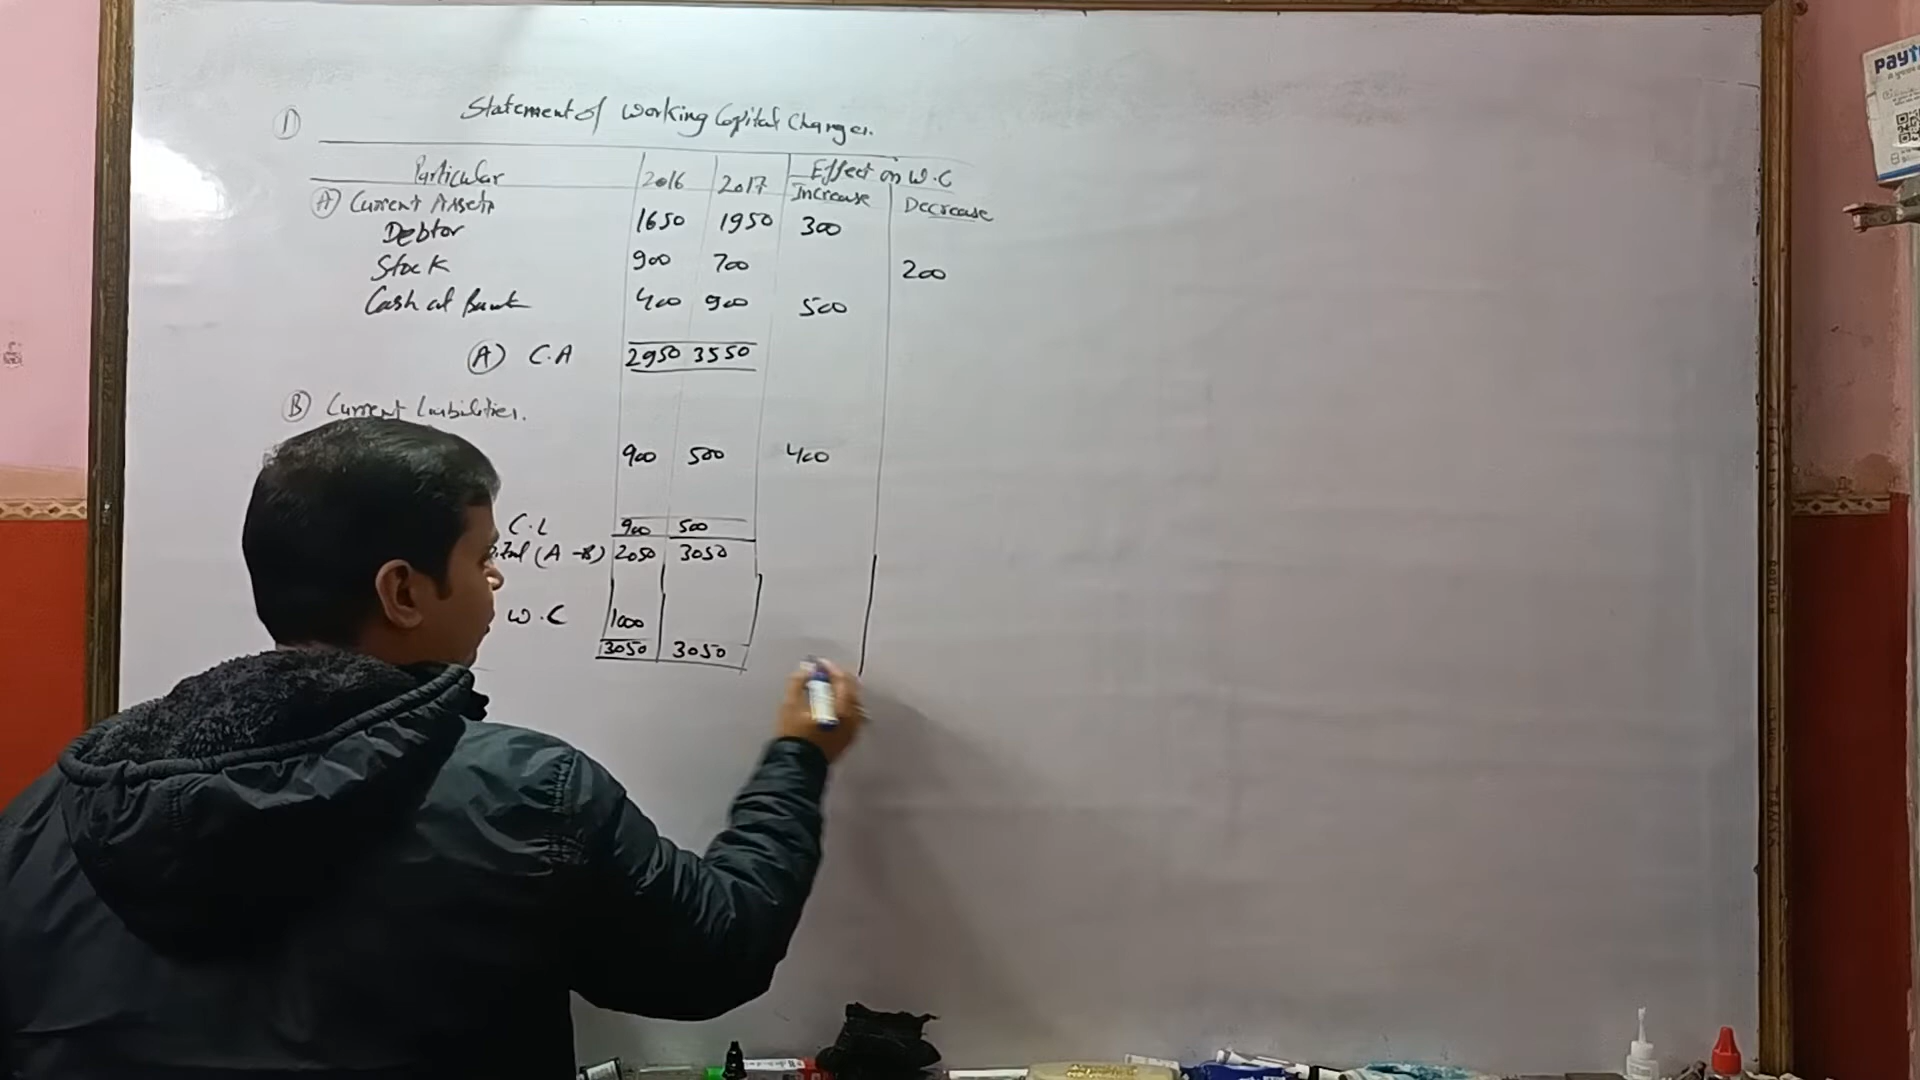 ① Statement of Working Capital Changes.
Particular 2016 2017 Effect on W.C
Increase Decrease
Ⓐ Current Assets
Debtor 1650 1950 300
Stock 900 700 200
Cash at Bank 400 900 500
Ⓐ C.A 2950 3550
Ⓑ Current Liabilities.
900 500 400
C.L 900 500
(A-B) 2050 3050
W.C 1000
3050 3050
Payt